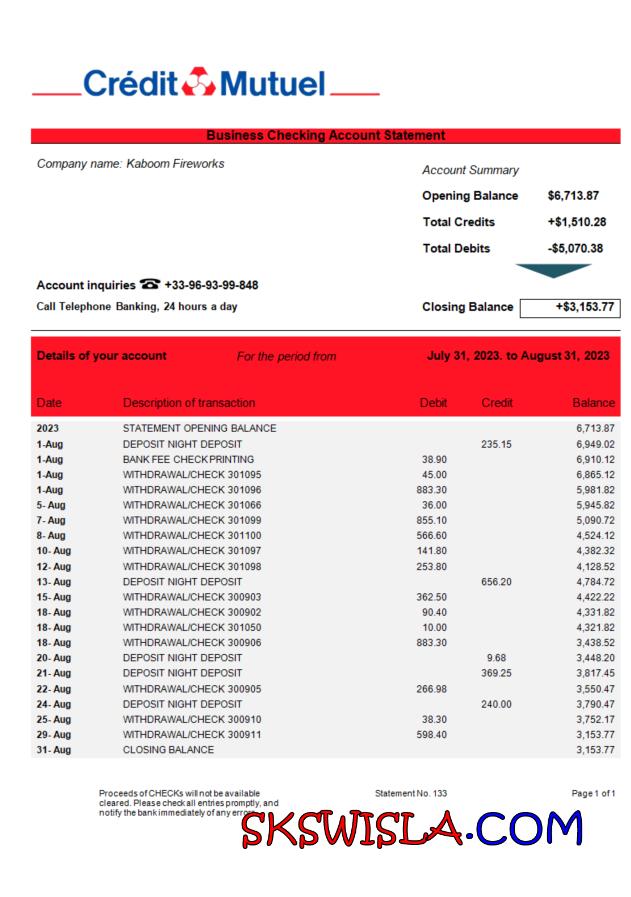 Crédit Mutuel
Business Checking Account Statement
Company name: Kaboom Fireworks
Account Summary
Opening Balance $6,713.87
Total Credits +$1,510.28
Total Debits -$5,070.38
Account inquiries ☎ +33-96-93-99-848
Call Telephone Banking, 24 hours a day
Closing Balance +$3,153.77
Details of your account For the period from July 31, 2023. to August 31, 2023
Date Description of transaction Debit Credit Balance
2023 STATEMENT OPENING BALANCE 6,713.87
1-Aug DEPOSIT NIGHT DEPOSIT 235.15 6,949.02
1-Aug BANK FEE CHECK PRINTING 38.90 6,910.12
1-Aug WITHDRAWAL/CHECK 301095 45.00 6,865.12
1-Aug WITHDRAWAL/CHECK 301096 883.30 5,981.82
5- Aug WITHDRAWAL/CHECK 301066 36.00 5,945.82
7- Aug WITHDRAWAL/CHECK 301099 855.10 5,090.72
8- Aug WITHDRAWAL/CHECK 301100 566.60 4,524.12
10- Aug WITHDRAWAL/CHECK 301097 141.80 4,382.32
12- Aug WITHDRAWAL/CHECK 301098 253.80 4,128.52
13- Aug DEPOSIT NIGHT DEPOSIT 656.20 4,784.72
15- Aug WITHDRAWAL/CHECK 300903 362.50 4,422.22
18- Aug WITHDRAWAL/CHECK 300902 90.40 4,331.82
18- Aug WITHDRAWAL/CHECK 301050 10.00 4,321.82
18- Aug WITHDRAWAL/CHECK 300906 883.30 3,438.52
20- Aug DEPOSIT NIGHT DEPOSIT 9.68 3,448.20
21- Aug DEPOSIT NIGHT DEPOSIT 369.25 3,817.45
22- Aug WITHDRAWAL/CHECK 300905 266.98 3,550.47
24- Aug DEPOSIT NIGHT DEPOSIT 240.00 3,790.47
25- Aug WITHDRAWAL/CHECK 300910 38.30 3,752.17
29- Aug WITHDRAWAL/CHECK 300911 598.40 3,153.77
31- Aug CLOSING BALANCE 3,153.77
Proceeds of CHECKs will not be available Statement No. 133 Page 1 of 1
cleared. Please check all entries promptly, and
notify the bank immediately of any
SKSWISLA.COM